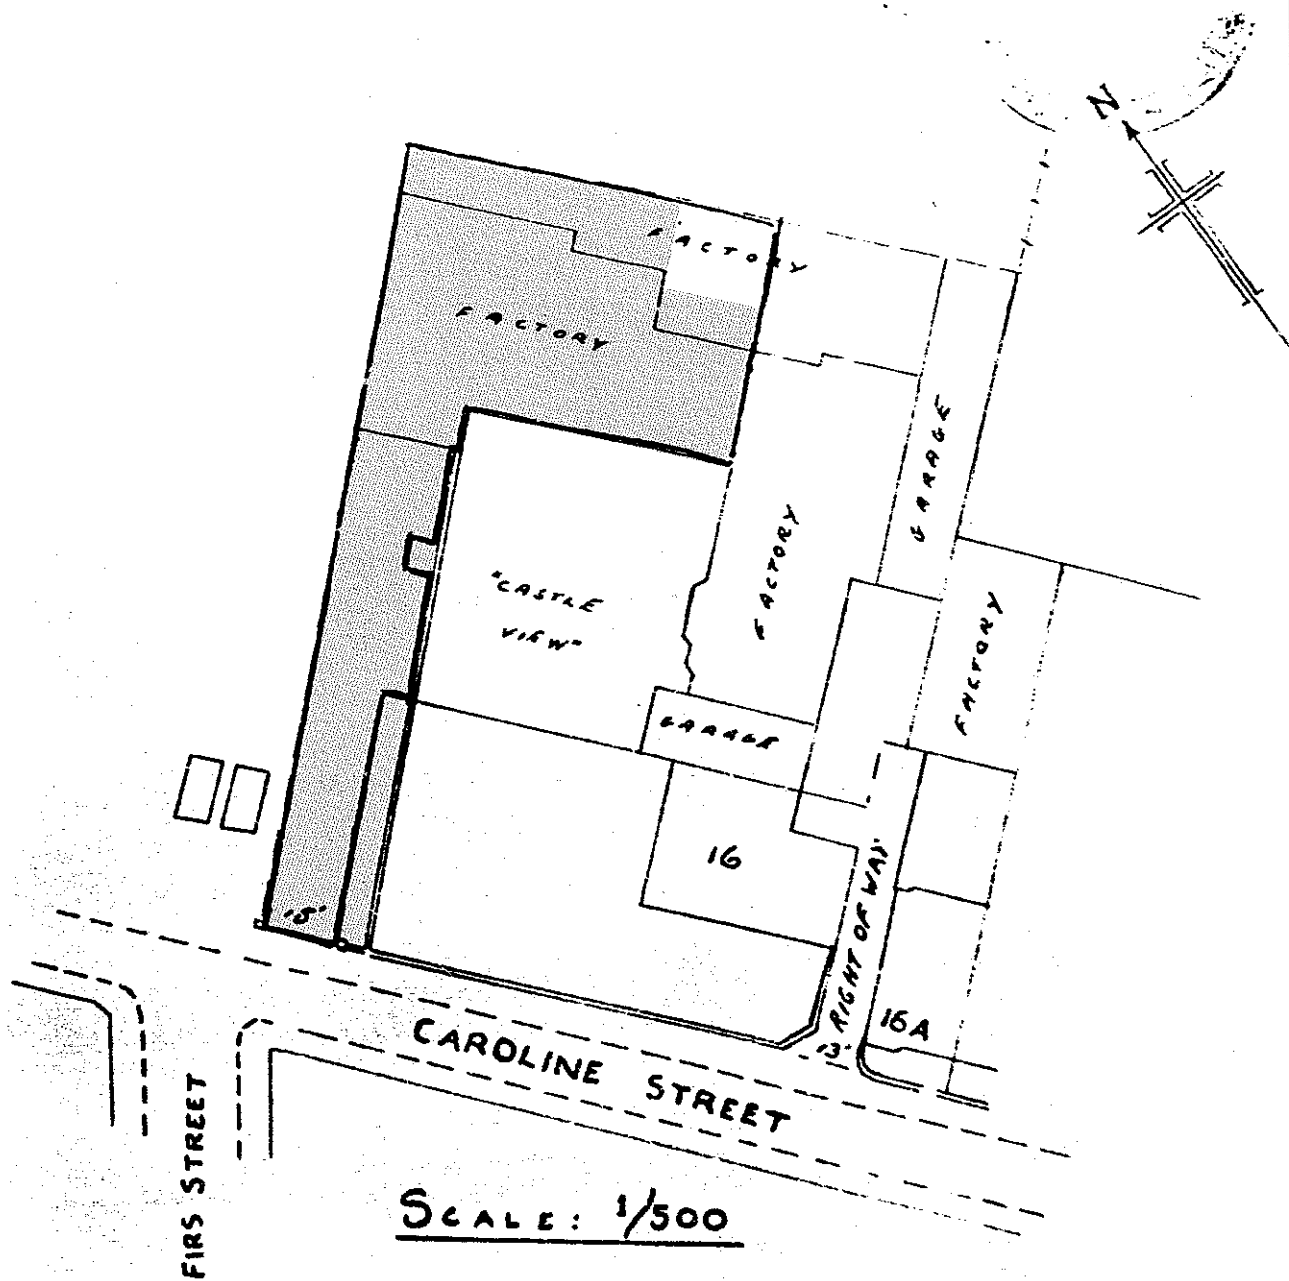 N
FACTORY
FACTORY
GARAGE
FACTORY
FACTORY
"CASTLE
VIEW"
GARAGE
16
RIGHT OF WAY
15'
16A
13'
CAROLINE STREET
FIRS STREET
SCALE: 1/500